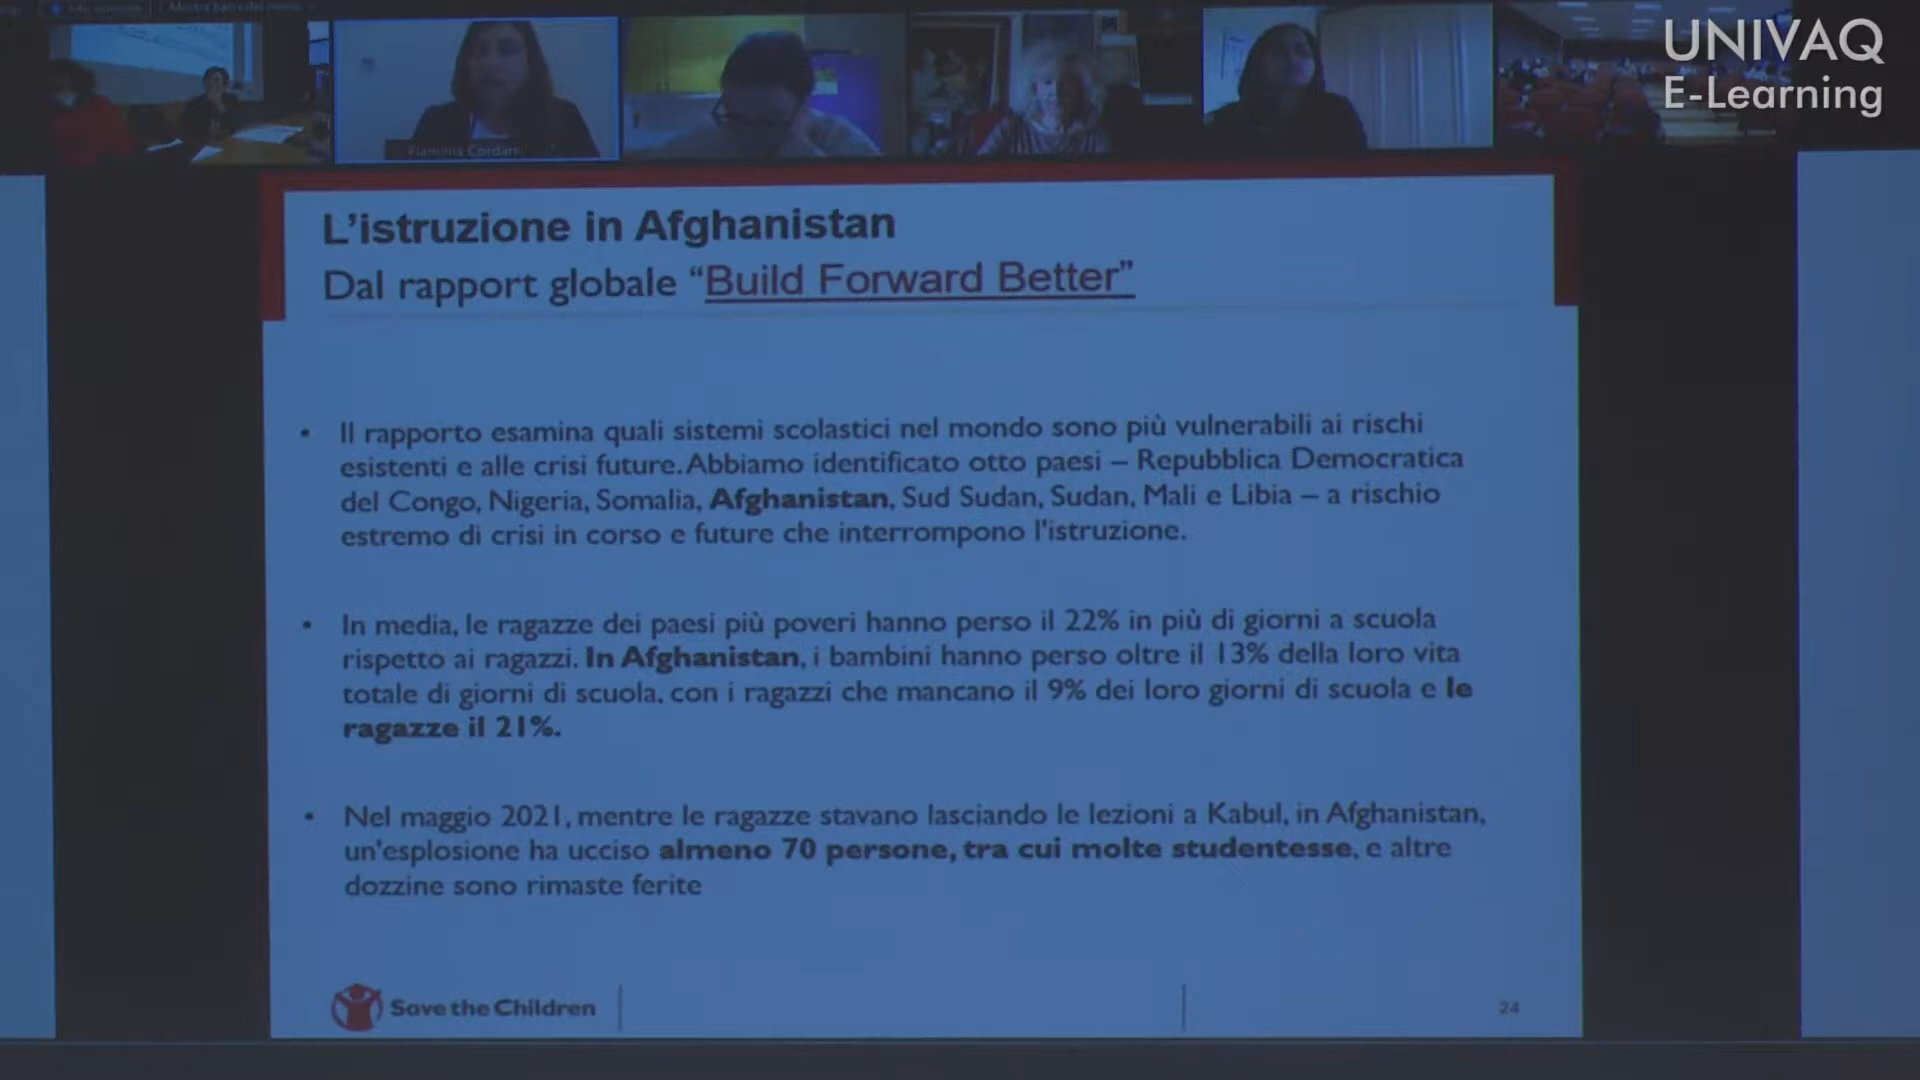 UNIVAQ
E-Learning
L'istruzione in Afghanistan
Dal rapport globale "Build Forward Better"
• Il rapporto esamina quali sistemi scolastici nel mondo sono più vulnerabili ai rischi
esistenti e alle crisi future. Abbiamo identificato otto paesi – Repubblica Democratica
del Congo, Nigeria, Somalia, Afghanistan, Sud Sudan, Sudan, Mali e Libia – a rischio
estremo di crisi in corso e future che interrompono l'istruzione.
• In media, le ragazze dei paesi più poveri hanno perso il 22% in più di giorni a scuola
rispetto ai ragazzi. In Afghanistan, i bambini hanno perso oltre il 13% della loro vita
totale di giorni di scuola, con i ragazzi che mancano il 9% dei loro giorni di scuola e le
ragazze il 21%.
• Nel maggio 2021, mentre le ragazze stavano lasciando le lezioni a Kabul, in Afghanistan,
un'esplosione ha ucciso almeno 70 persone, tra cui molte studentesse, e altre
dozzine sono rimaste ferite
Save the Children
24